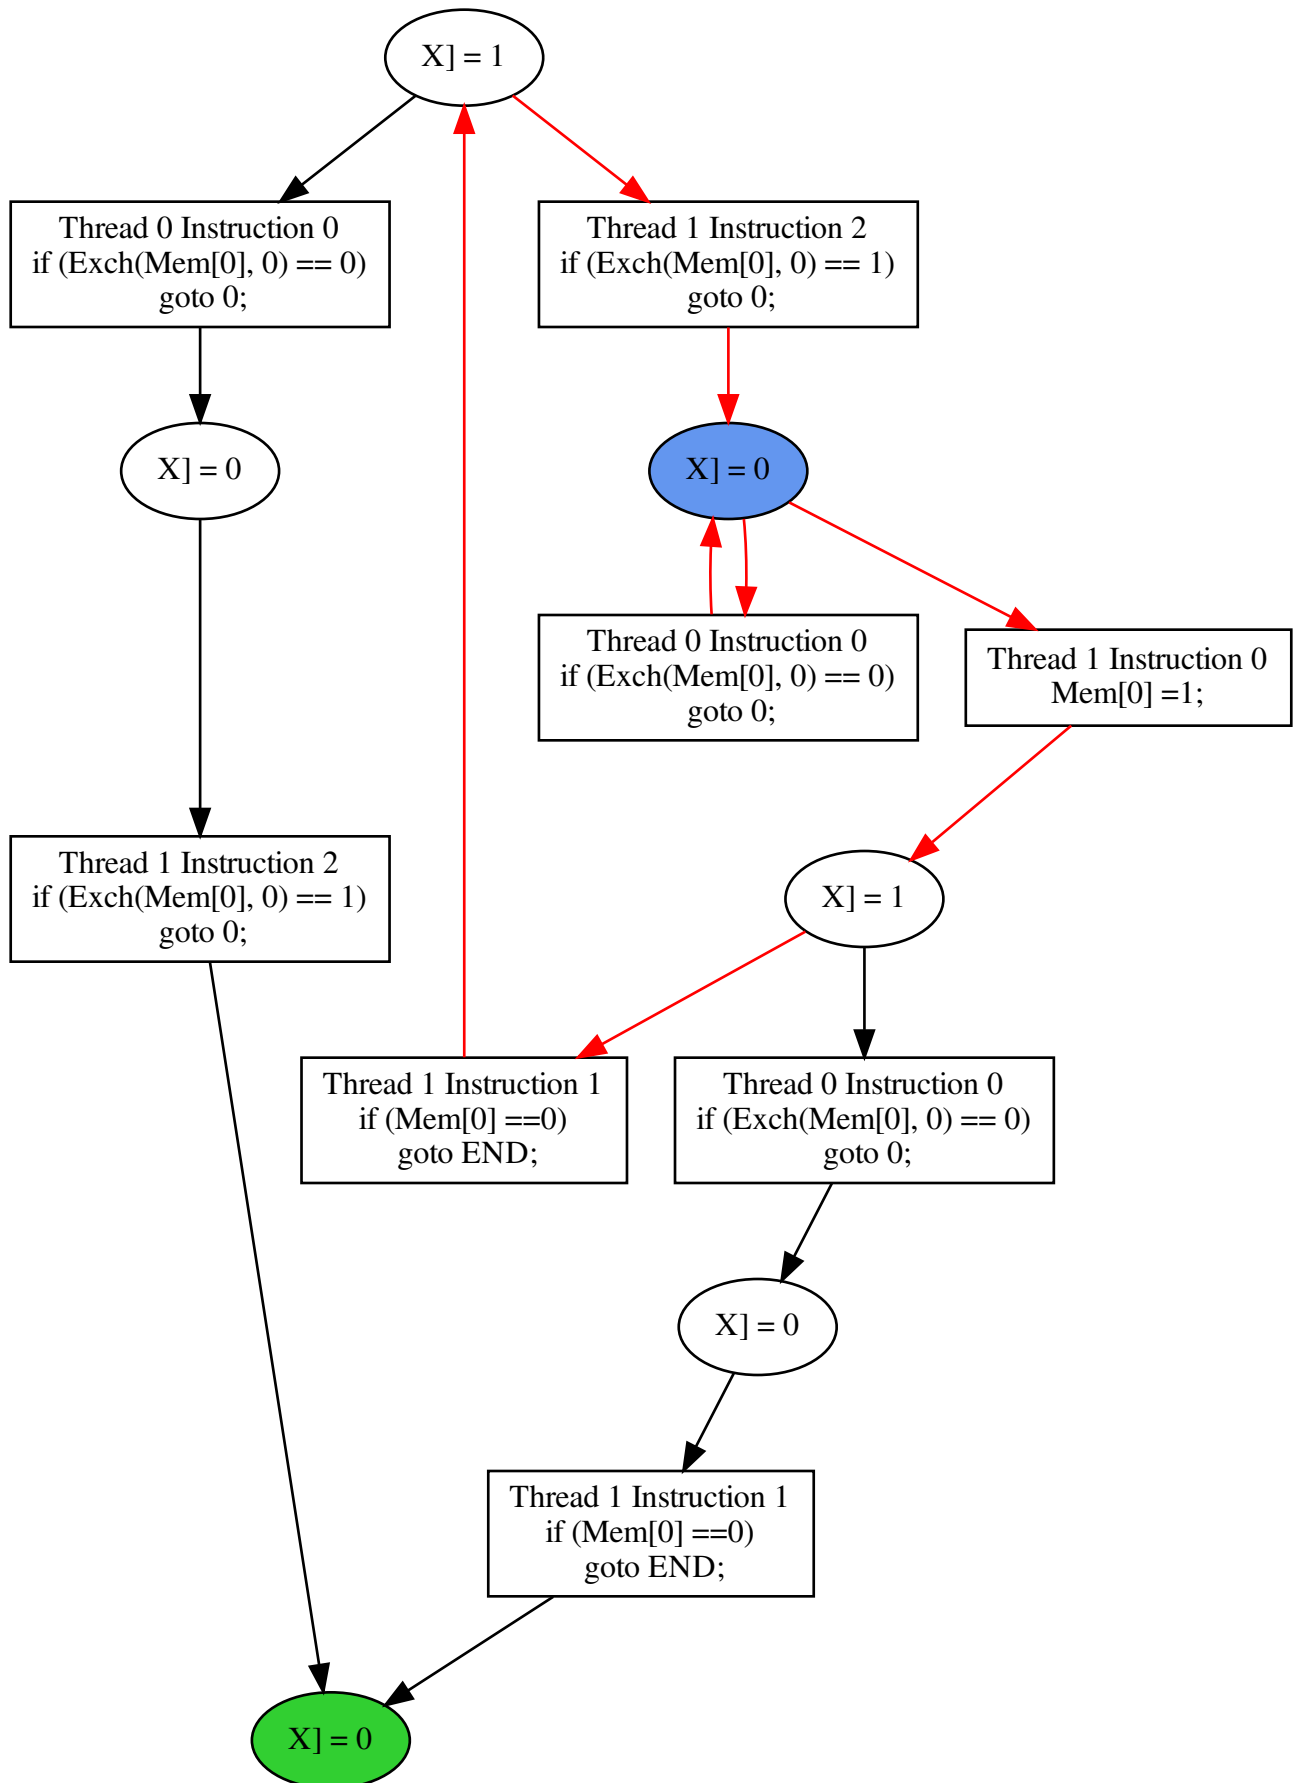 X] = 1
Thread 0 Instruction 0
if (Exch(Mem[0], 0) == 0)
goto 0;
Thread 1 Instruction 2
if (Exch(Mem[0], 0) == 1)
goto 0;
X] = 0
X] = 0
Thread 0 Instruction 0
if (Exch(Mem[0], 0) == 0)
goto 0;
Thread 1 Instruction 0
Mem[0] =1;
Thread 1 Instruction 2
if (Exch(Mem[0], 0) == 1)
goto 0;
X] = 1
Thread 1 Instruction 1
if (Mem[0] ==0)
goto END;
Thread 0 Instruction 0
if (Exch(Mem[0], 0) == 0)
goto 0;
X] = 0
Thread 1 Instruction 1
if (Mem[0] ==0)
goto END;
X] = 0